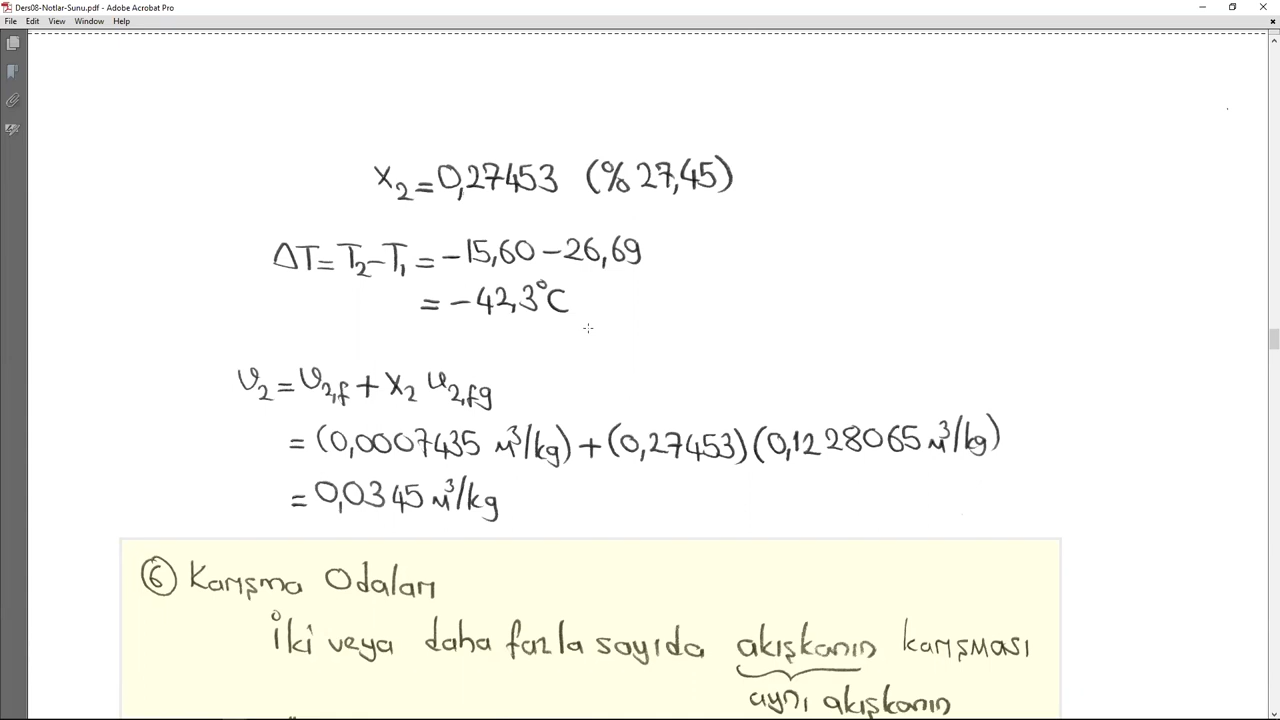 Ders08-Notlar-Sunu.pdf - Adobe Acrobat Pro
File Edit View Window Help
x₂=0,27453 (%27,45)
ΔT=T₂-T₁=-15,60-26,69
=-42,3°C
υ₂=υ₂,f+x₂ υ₂,fg
=(0,0007435 m³/kg)+(0,27453)(0,1228065 m³/kg)
=0,0345 m³/kg
⑥ Karışma Odaları
İki veya daha fazla sayıda akışkanın karışması
aynı akışkanın